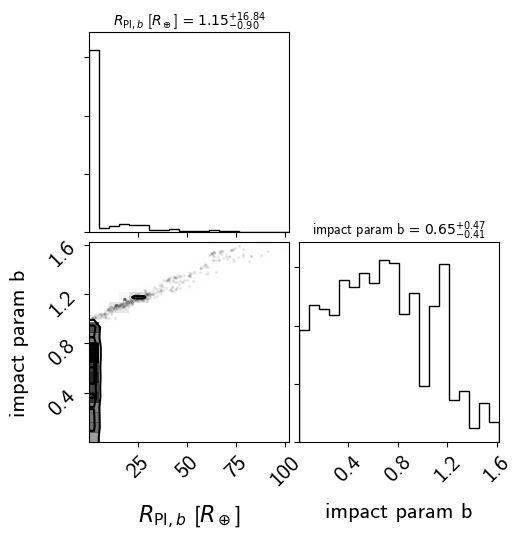 R_{Pl, b} [R_⊕] = 1.15^{+16.84}_{−0.90}
impact param b
1.6
1.2
0.8
0.4
impact param b = 0.65^{+0.47}_{−0.41}
25
50
75
100
R_{Pl, b} [R_⊕]
0.4
0.8
1.2
1.6
impact param b